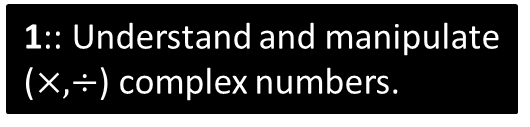 1:: Understand and manipulate
(×,÷) complex numbers.